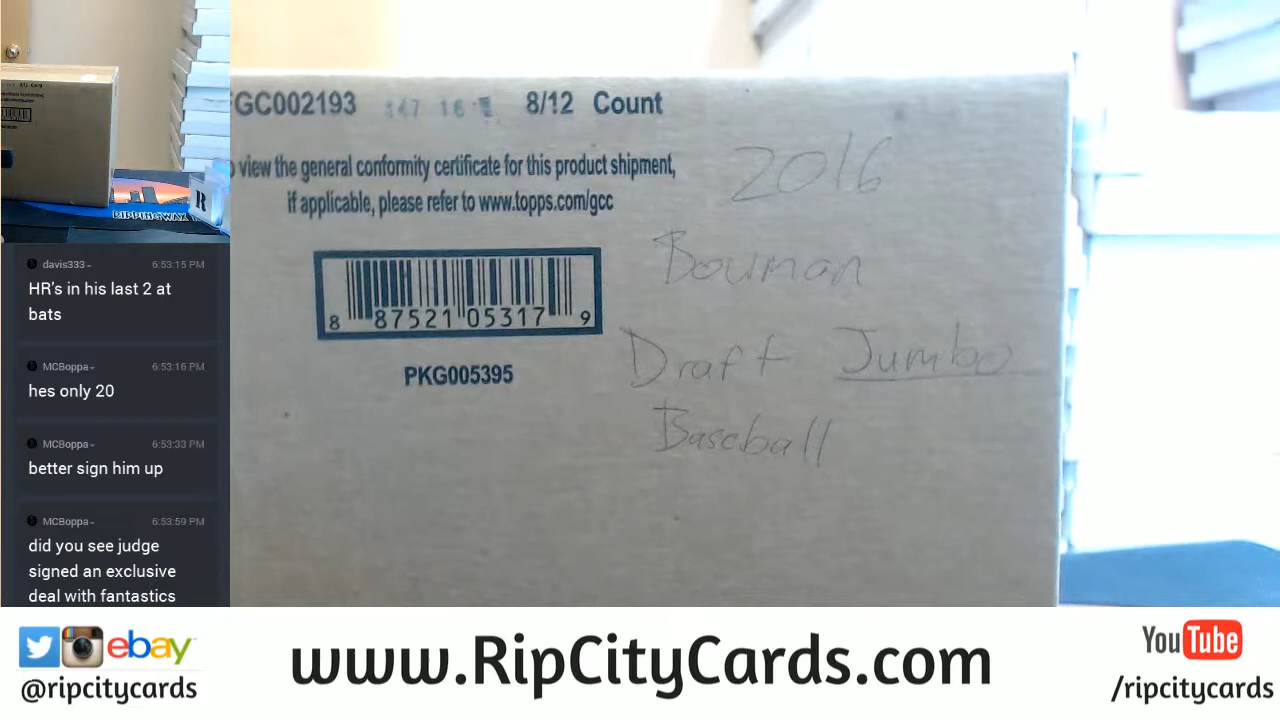 GC002193 8/12 Count
view the general conformity certificate for this product shipment,
if applicable, please refer to www.topps.com/gcc
8 87521 05317 9
PKG005395
2016
Bowman
Draft Jumbo
Baseball
R
RIPPINGWAX
davis333 6:53:15 PM
HR's in his last 2 at
bats
MCBoppa 6:53:16 PM
hes only 20
MCBoppa 6:53:33 PM
better sign him up
MCBoppa 6:53:59 PM
did you see judge
signed an exclusive
deal with fantastics
ebay
@ripcitycards
www.RipCityCards.com
YouTube
/ripcitycards